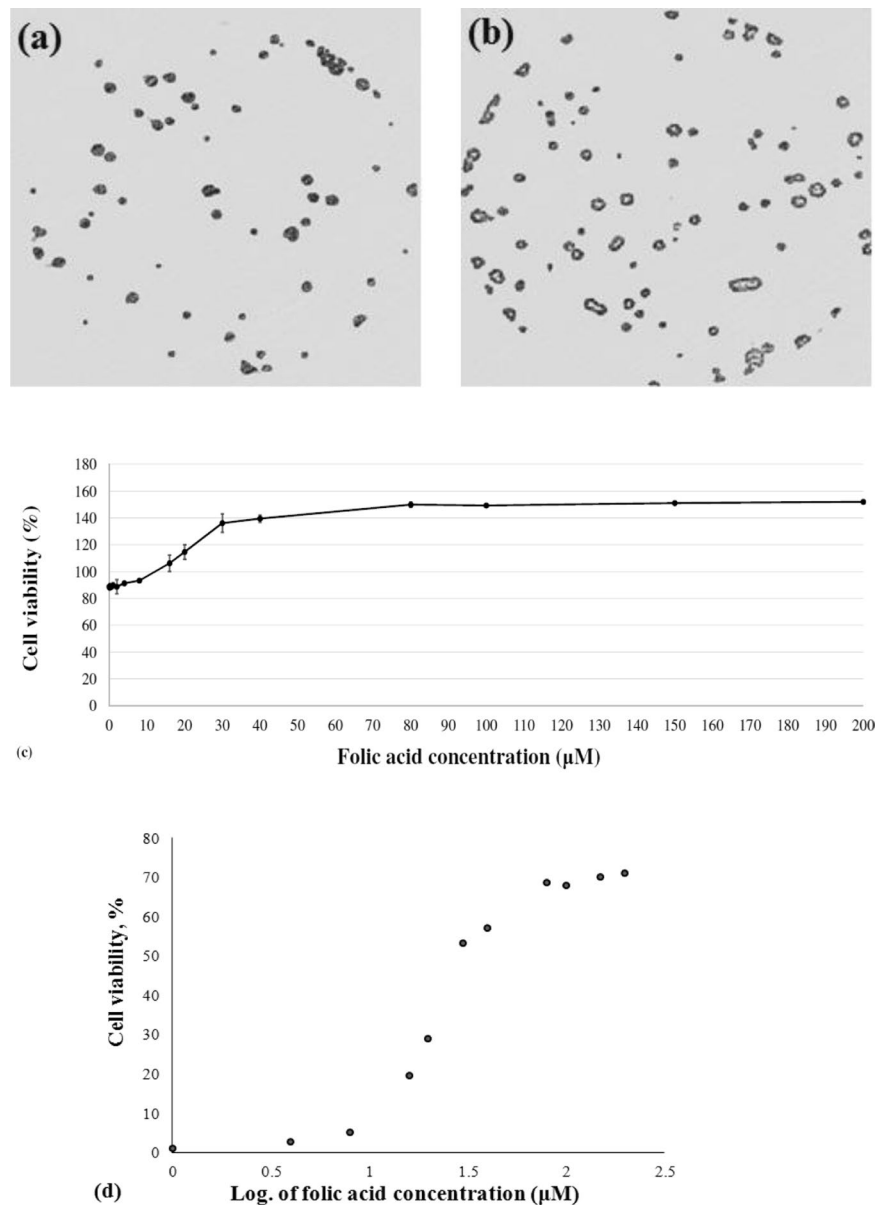 (a)
(b)
180
160
140
120
100
80
60
40
20
0
Cell viability (%)
0 10 20 30 40 50 60 70 80 90 100 110 120 130 140 150 160 170 180 190 200
(c)
Folic acid concentration (µM)
80
70
60
50
40
30
20
10
0
Cell viability, %
0 0.5 1 1.5 2 2.5
(d)
Log. of folic acid concentration (µM)